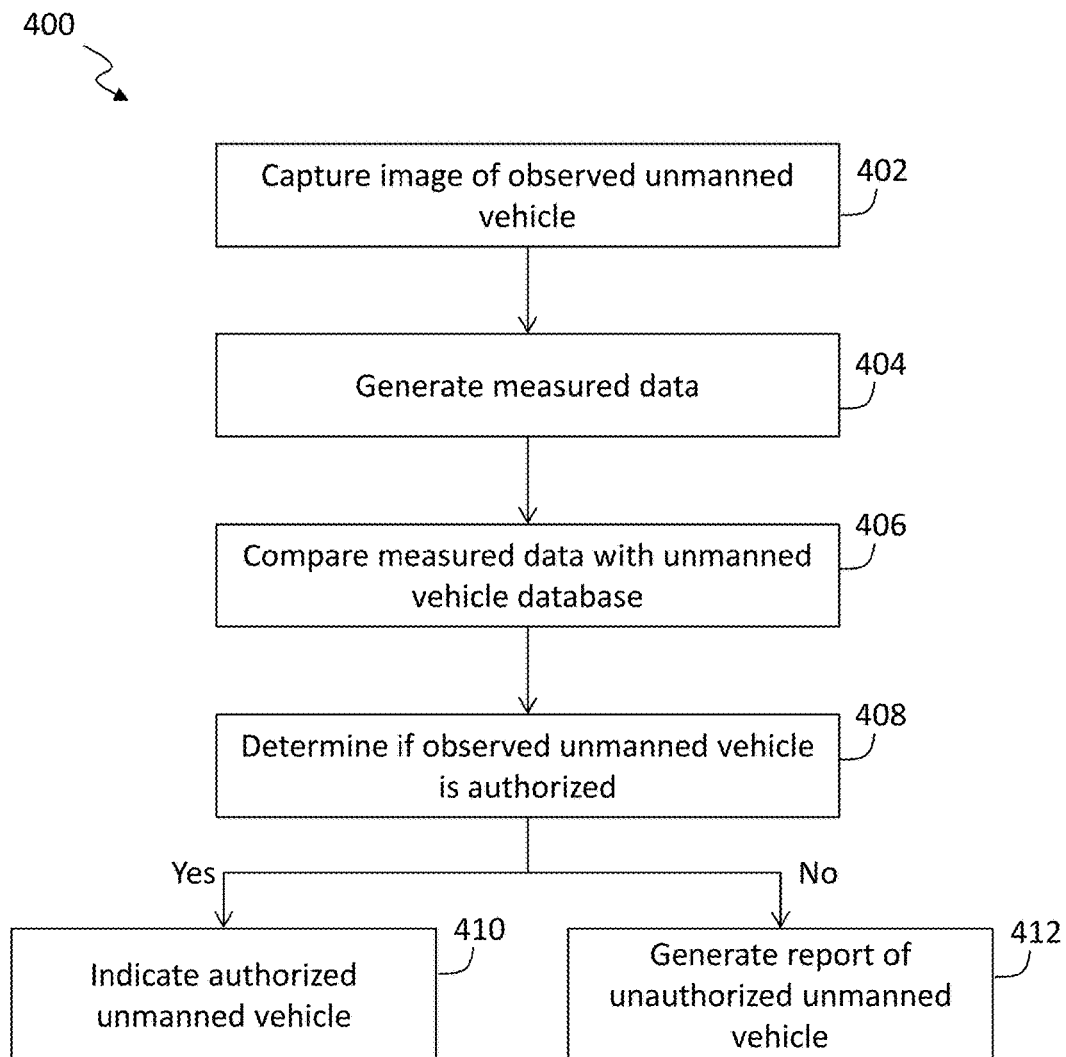 400
Capture image of observed unmanned
vehicle
402
Generate measured data
404
Compare measured data with unmanned
vehicle database
406
Determine if observed unmanned vehicle
is authorized
408
Yes
No
Indicate authorized
unmanned vehicle
410
Generate report of
unauthorized unmanned
vehicle
412